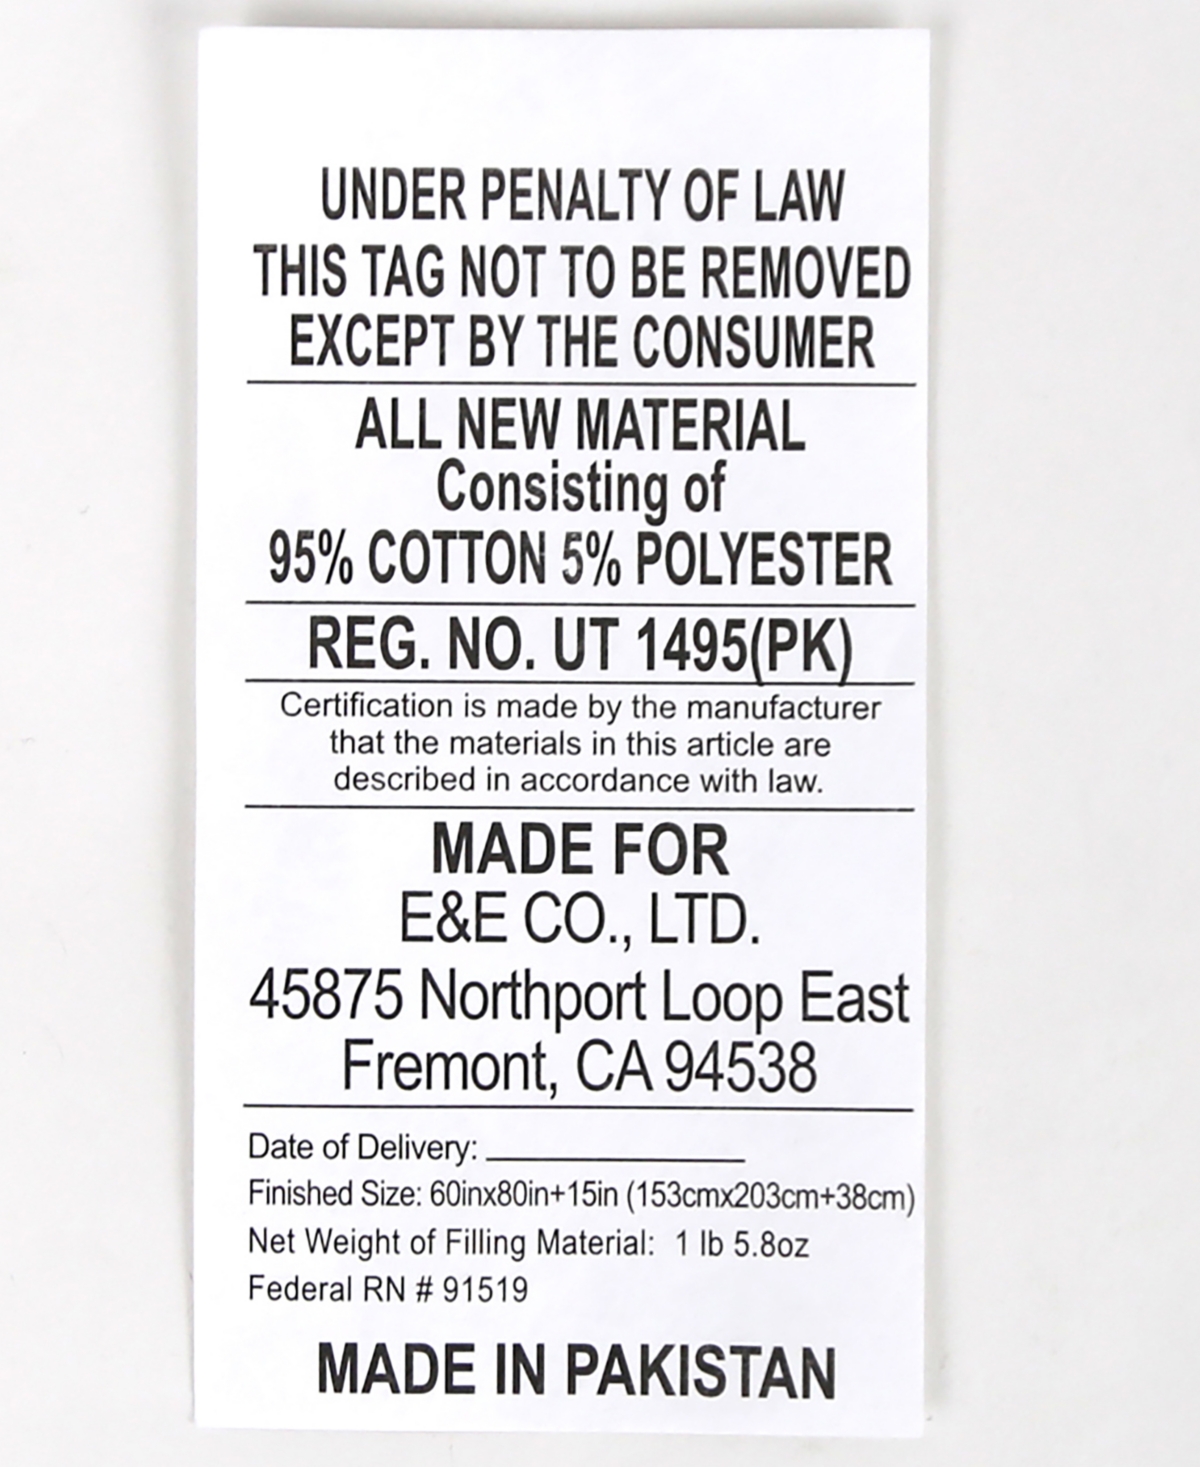 UNDER PENALTY OF LAW
THIS TAG NOT TO BE REMOVED
EXCEPT BY THE CONSUMER
ALL NEW MATERIAL
Consisting of
95% COTTON 5% POLYESTER
REG. NO. UT 1495(PK)
Certification is made by the manufacturer
that the materials in this article are
described in accordance with law.
MADE FOR
E&E CO., LTD.
45875 Northport Loop East
Fremont, CA 94538
Date of Delivery: ________________
Finished Size: 60inx80in+15in (153cmx203cm+38cm)
Net Weight of Filling Material: 1 lb 5.8oz
Federal RN # 91519
MADE IN PAKISTAN